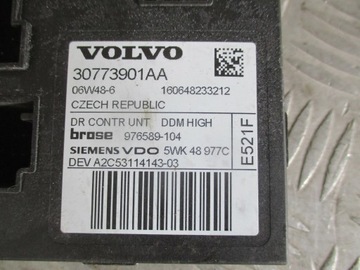 VOLVO
30773901AA
06W48-6 160648233212
CZECH REPUBLIC
DR CONTR UNT DDM HIGH
brose 976589-104
SIEMENS VDO 5WK 48 977C
DEV A2C53114143-03
E521F